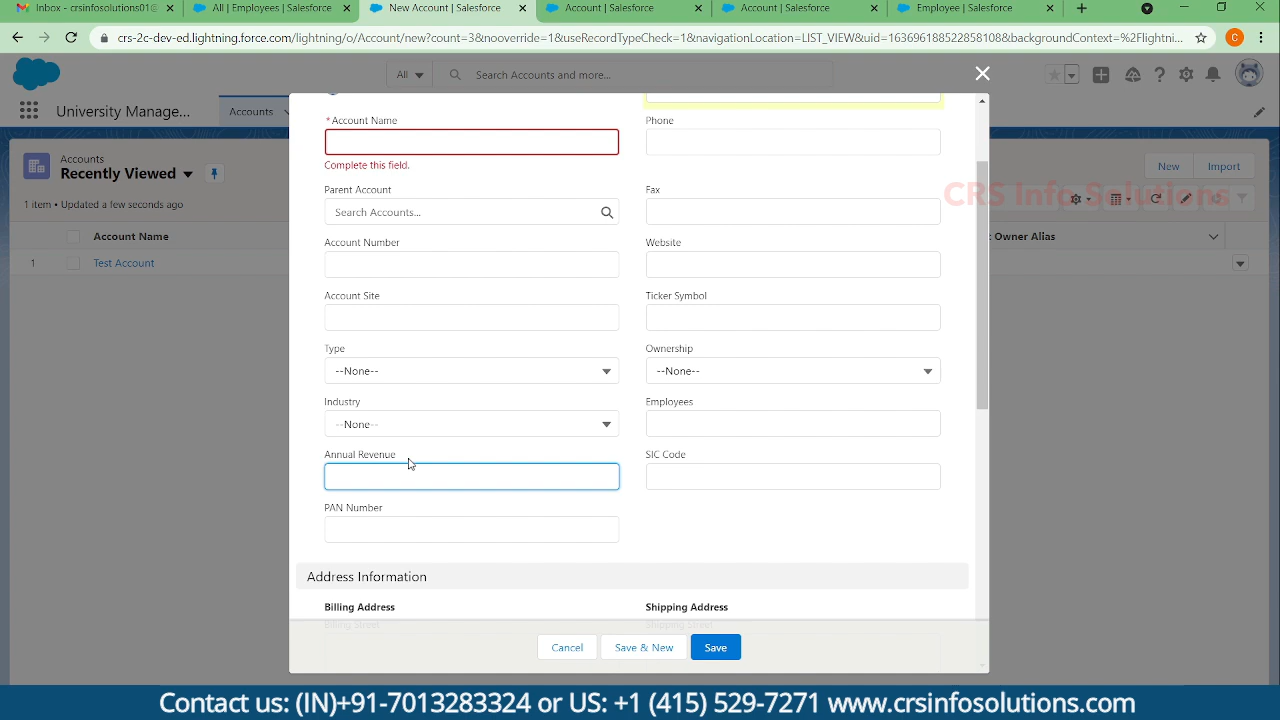 Inbox - crsinfosolutions01@
All | Employees | Salesforce
New Account | Salesforce
Account | Salesforce
Account | Salesforce
Employee | Salesforce
crs-2c-dev-ed.lightning.force.com/lightning/o/Account/new?count=3&nooverride=1&useRecordTypeCheck=1&navigationLocation=LIST_VIEW&uid=163696188522858108&backgroundContext=%2Flightni...
C
All
Search Accounts and more...
University Manage...
Accounts
Accounts
Recently Viewed
New
Import
1 item • Updated a few seconds ago
CRS Info Solutions
Account Name
Owner Alias
1
Test Account
*Account Name
Phone
Complete this field.
Parent Account
Fax
Search Accounts...
Account Number
Website
Account Site
Ticker Symbol
Type
Ownership
--None--
--None--
Industry
Employees
--None--
Annual Revenue
SIC Code
PAN Number
Address Information
Billing Address
Shipping Address
Billing Street
Shipping Street
Cancel
Save & New
Save
Contact us: (IN)+91-7013283324 or US: +1 (415) 529-7271 www.crsinfosolutions.com